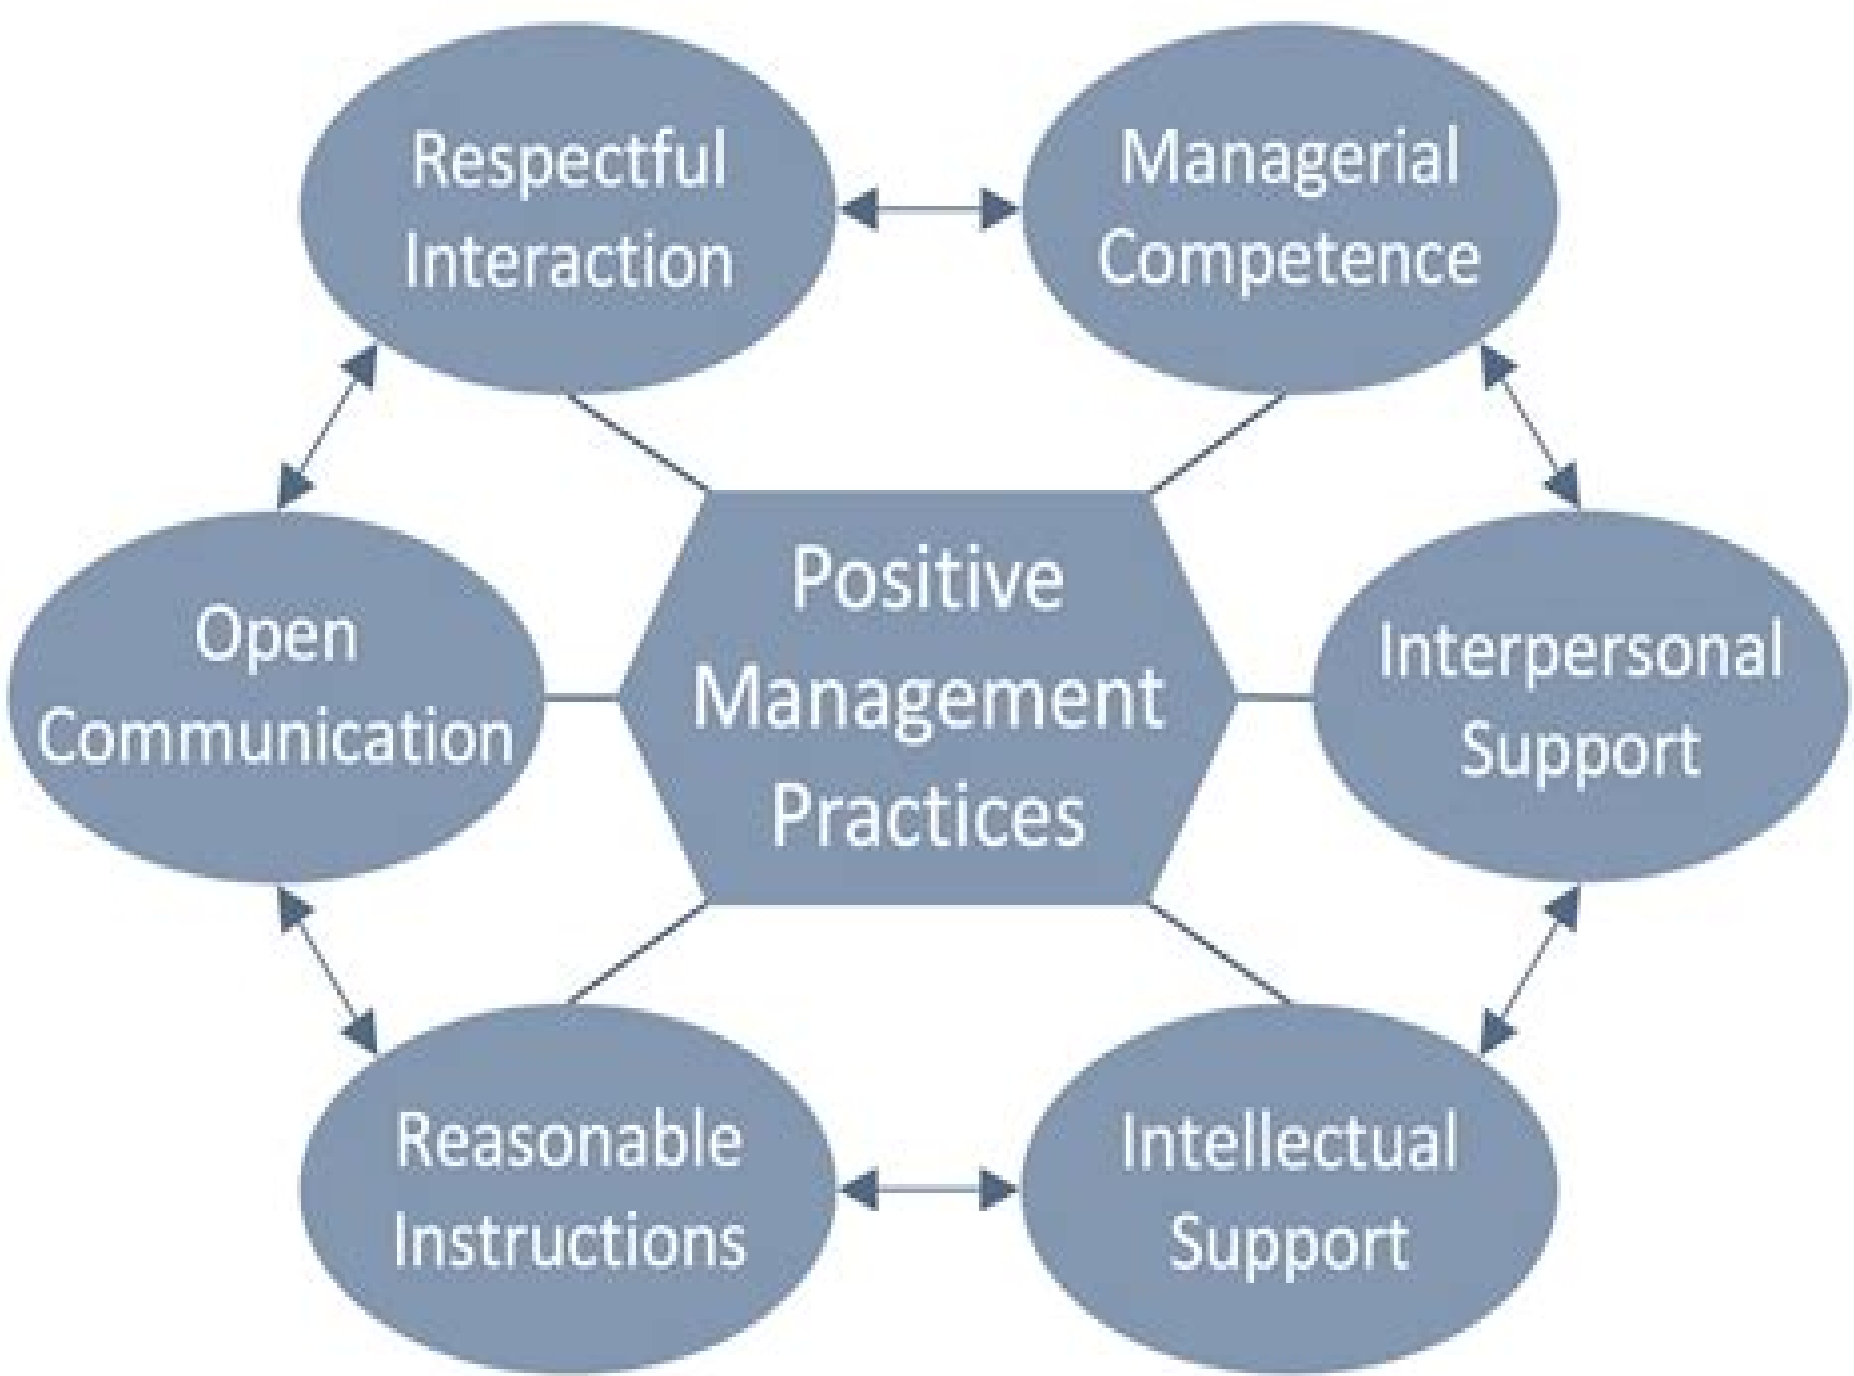 Respectful
Interaction
Managerial
Competence
Open
Communication
Positive
Management
Practices
Interpersonal
Support
Reasonable
Instructions
Intellectual
Support